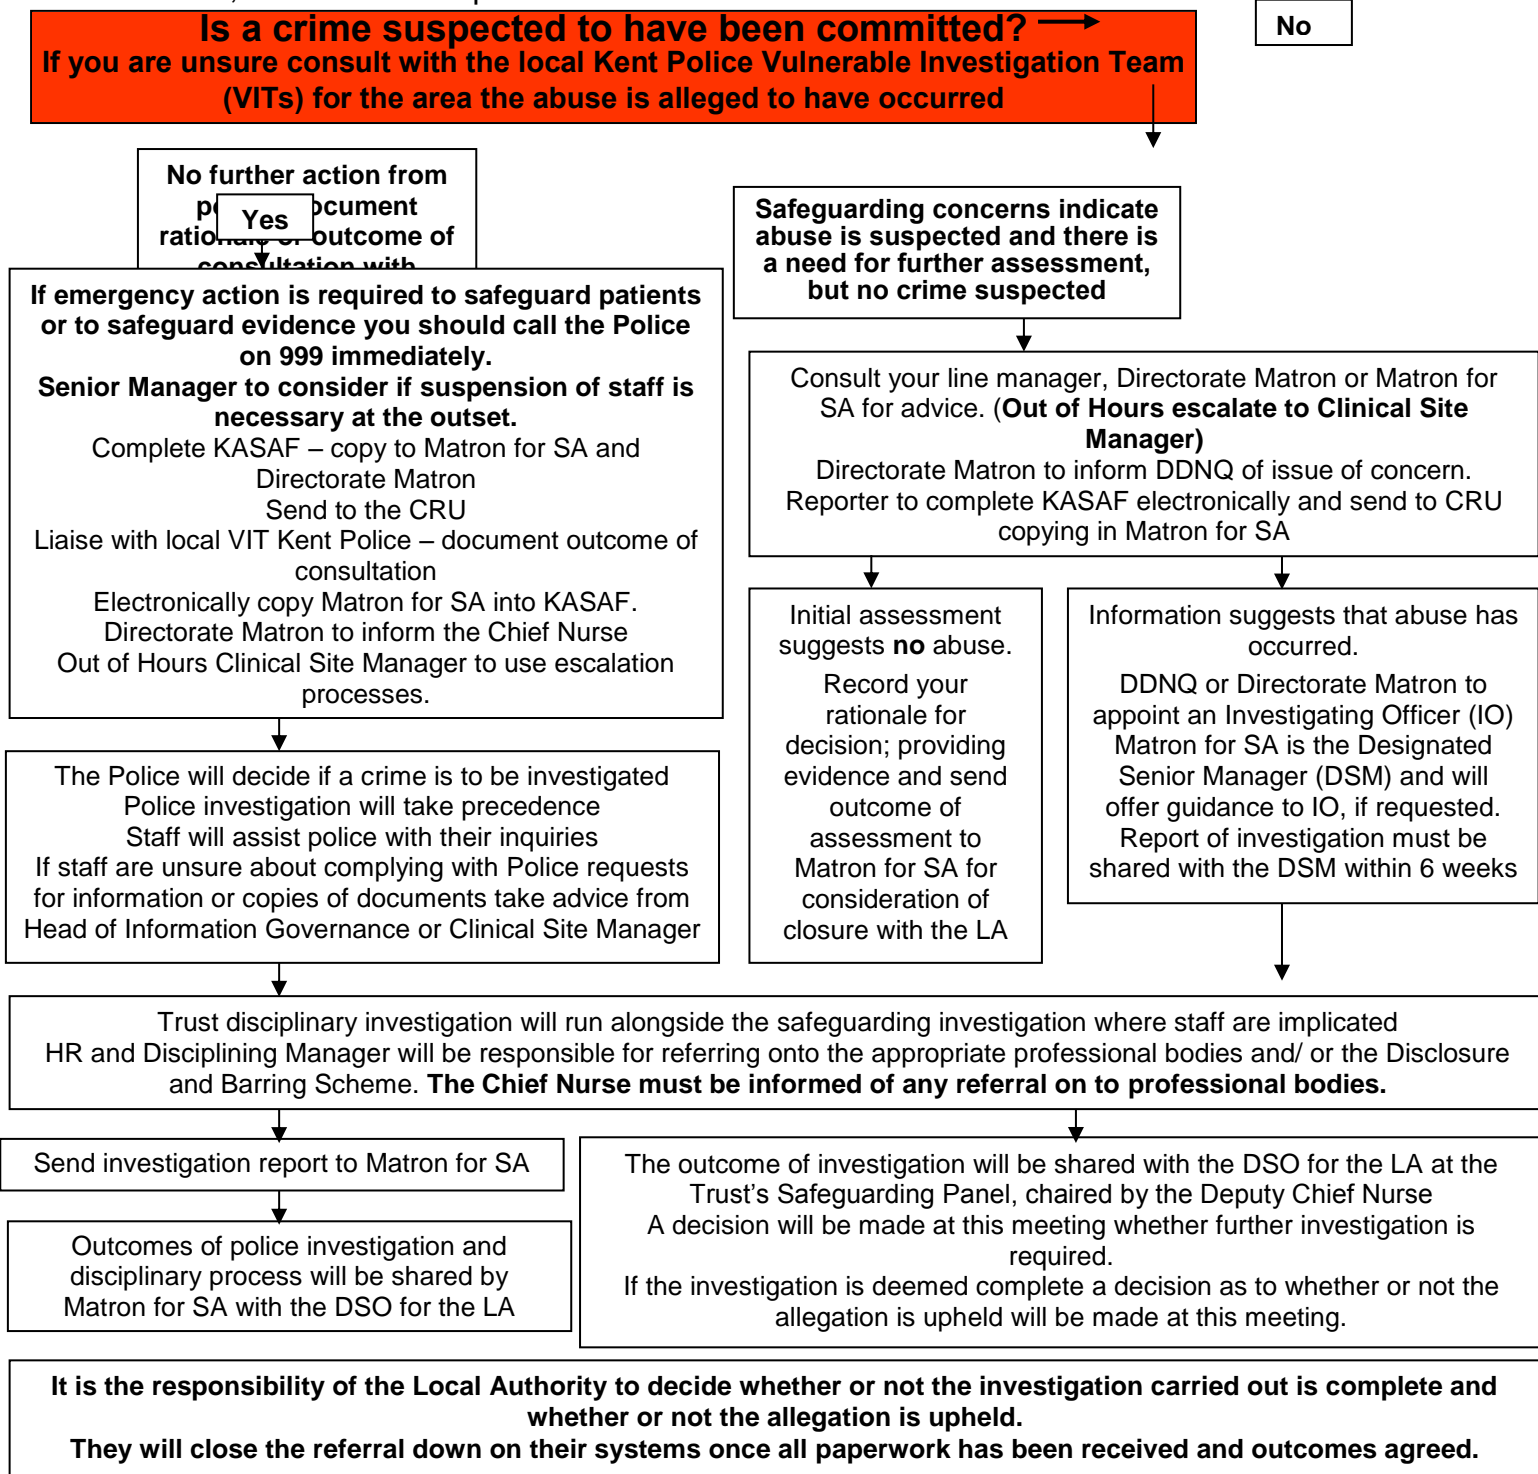 Is a crime suspected to have been committed?
No
If you are unsure consult with the local Kent Police Vulnerable Investigation Team
(VITs) for the area the abuse is alleged to have occurred
No further action from
document
Yes
outcome of
consultation with
If emergency action is required to safeguard patients
or to safeguard evidence you should call the Police
on 999 immediately.
Senior Manager to consider if suspension of staff is
necessary at the outset.
Complete KASAF – copy to Matron for SA and
Directorate Matron
Send to the CRU
Liaise with local VIT Kent Police – document outcome of
consultation
Electronically copy Matron for SA into KASAF.
Directorate Matron to inform the Chief Nurse
Out of Hours Clinical Site Manager to use escalation
processes.
The Police will decide if a crime is to be investigated
Police investigation will take precedence
Staff will assist police with their inquiries
If staff are unsure about complying with Police requests
for information or copies of documents take advice from
Head of Information Governance or Clinical Site Manager
Safeguarding concerns indicate
abuse is suspected and there is
a need for further assessment,
but no crime suspected
Consult your line manager, Directorate Matron or Matron for
SA for advice. (Out of Hours escalate to Clinical Site
Manager)
Directorate Matron to inform DDNQ of issue of concern.
Reporter to complete KASAF electronically and send to CRU
copying in Matron for SA
Initial assessment
suggests no abuse.
Record your
rationale for
decision; providing
evidence and send
outcome of
assessment to
Matron for SA for
consideration of
closure with the LA
Information suggests that abuse has
occurred.
DDNQ or Directorate Matron to
appoint an Investigating Officer (IO)
Matron for SA is the Designated
Senior Manager (DSM) and will
offer guidance to IO, if requested.
Report of investigation must be
shared with the DSM within 6 weeks
Trust disciplinary investigation will run alongside the safeguarding investigation where staff are implicated
HR and Disciplining Manager will be responsible for referring onto the appropriate professional bodies and/ or the Disclosure
and Barring Scheme. The Chief Nurse must be informed of any referral on to professional bodies.
Send investigation report to Matron for SA
Outcomes of police investigation and
disciplinary process will be shared by
Matron for SA with the DSO for the LA
The outcome of investigation will be shared with the DSO for the LA at the
Trust's Safeguarding Panel, chaired by the Deputy Chief Nurse
A decision will be made at this meeting whether further investigation is
required.
If the investigation is deemed complete a decision as to whether or not the
allegation is upheld will be made at this meeting.
It is the responsibility of the Local Authority to decide whether or not the investigation carried out is complete and
whether or not the allegation is upheld.
They will close the referral down on their systems once all paperwork has been received and outcomes agreed.